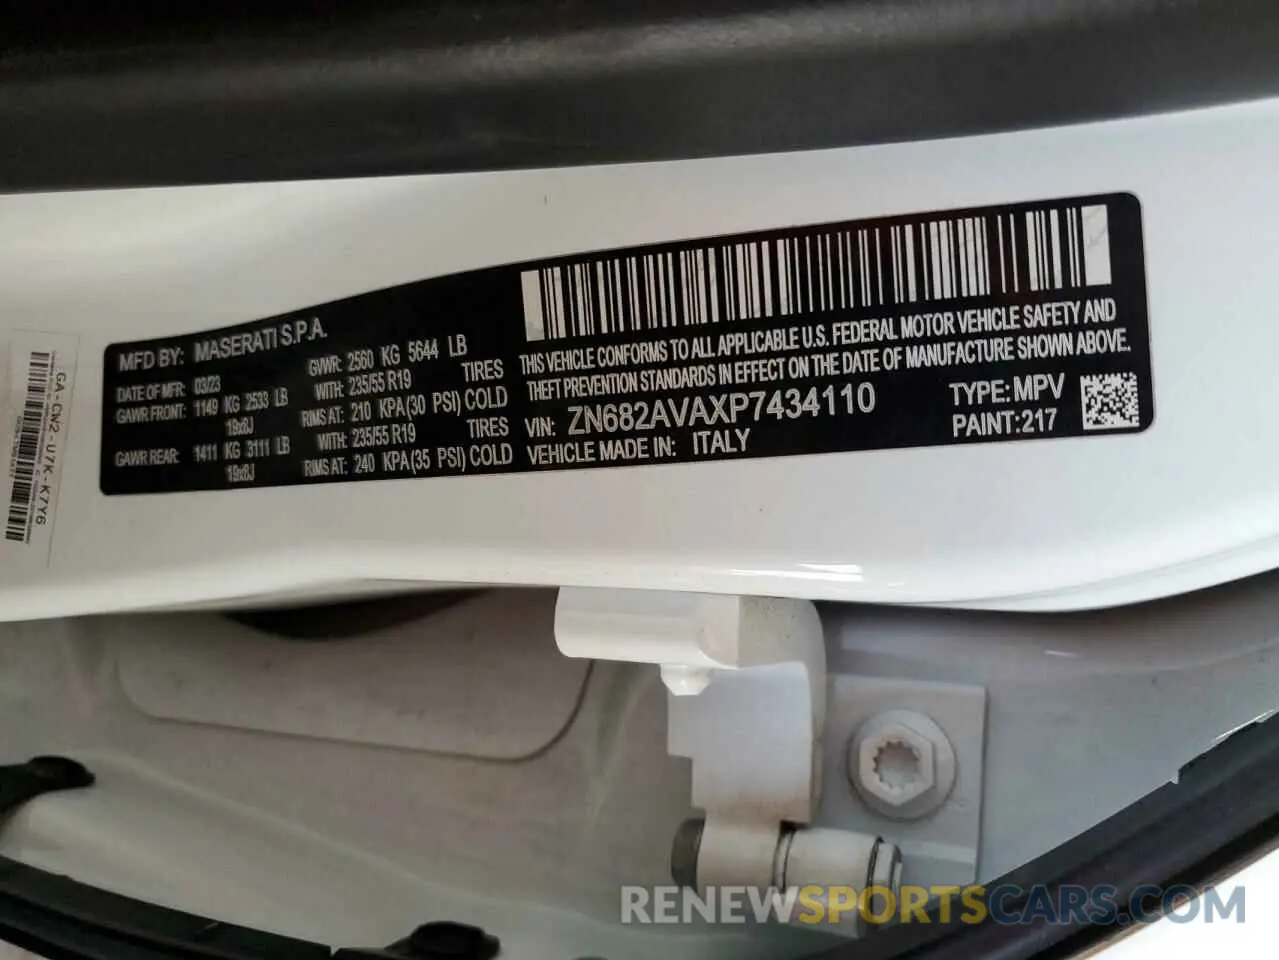 MFD BY: MASERATI S.P.A.
DATE OF MFR: 03/23 GVWR: 2560 KG 5644 LB
GAWR FRONT: 1149 KG 2533 LB WITH: 235/55 R19 TIRES
19x8J RIMS AT: 210 KPA(30 PSI) COLD
GAWR REAR: 1411 KG 3111 LB WITH: 235/55 R19 TIRES
19x8J RIMS AT: 240 KPA(35 PSI) COLD
THIS VEHICLE CONFORMS TO ALL APPLICABLE U.S. FEDERAL MOTOR VEHICLE SAFETY AND
THEFT PREVENTION STANDARDS IN EFFECT ON THE DATE OF MANUFACTURE SHOWN ABOVE.
VIN: ZN682AVAXP7434110 TYPE: MPV
VEHICLE MADE IN: ITALY PAINT: 217
GA - CN2 - U7K - K7Y6
RENEWSPORTSCARS.COM